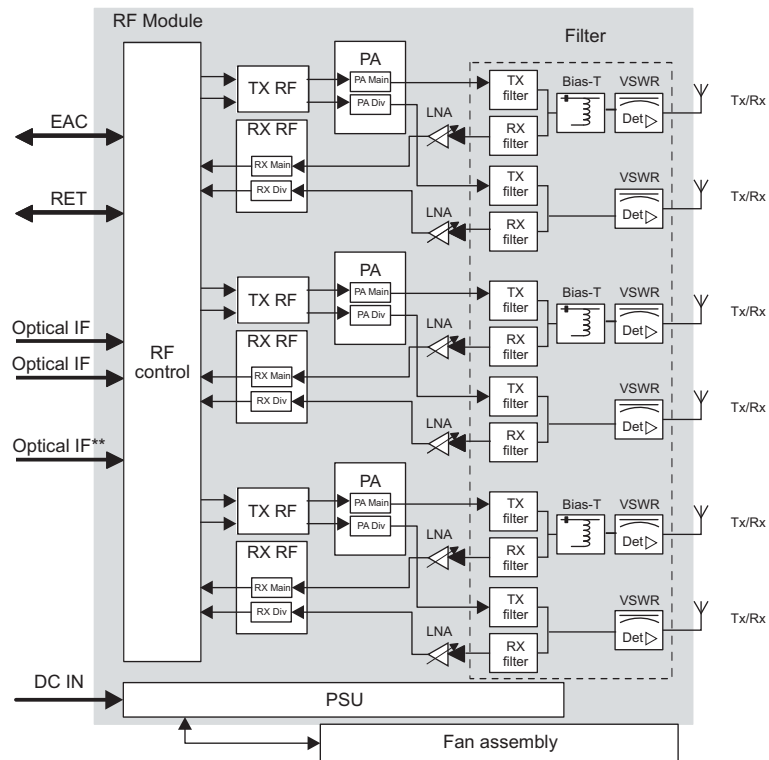 RF Module
Filter
EAC
RET
Optical IF
Optical IF
Optical IF**
DC IN
RF
control
TX RF
PA
PA Main
PA Div
RX RF
RX Main
RX Div
LNA
LNA
TX
filter
RX
filter
TX
filter
RX
filter
Bias-T
VSWR
Det
VSWR
Det
Tx/Rx
Tx/Rx
TX RF
PA
PA Main
PA Div
RX RF
RX Main
RX Div
LNA
LNA
TX
filter
RX
filter
TX
filter
RX
filter
Bias-T
VSWR
Det
VSWR
Det
Tx/Rx
Tx/Rx
TX RF
PA
PA Main
PA Div
RX RF
RX Main
RX Div
LNA
LNA
TX
filter
RX
filter
TX
filter
RX
filter
Bias-T
VSWR
Det
VSWR
Det
Tx/Rx
Tx/Rx
PSU
Fan assembly